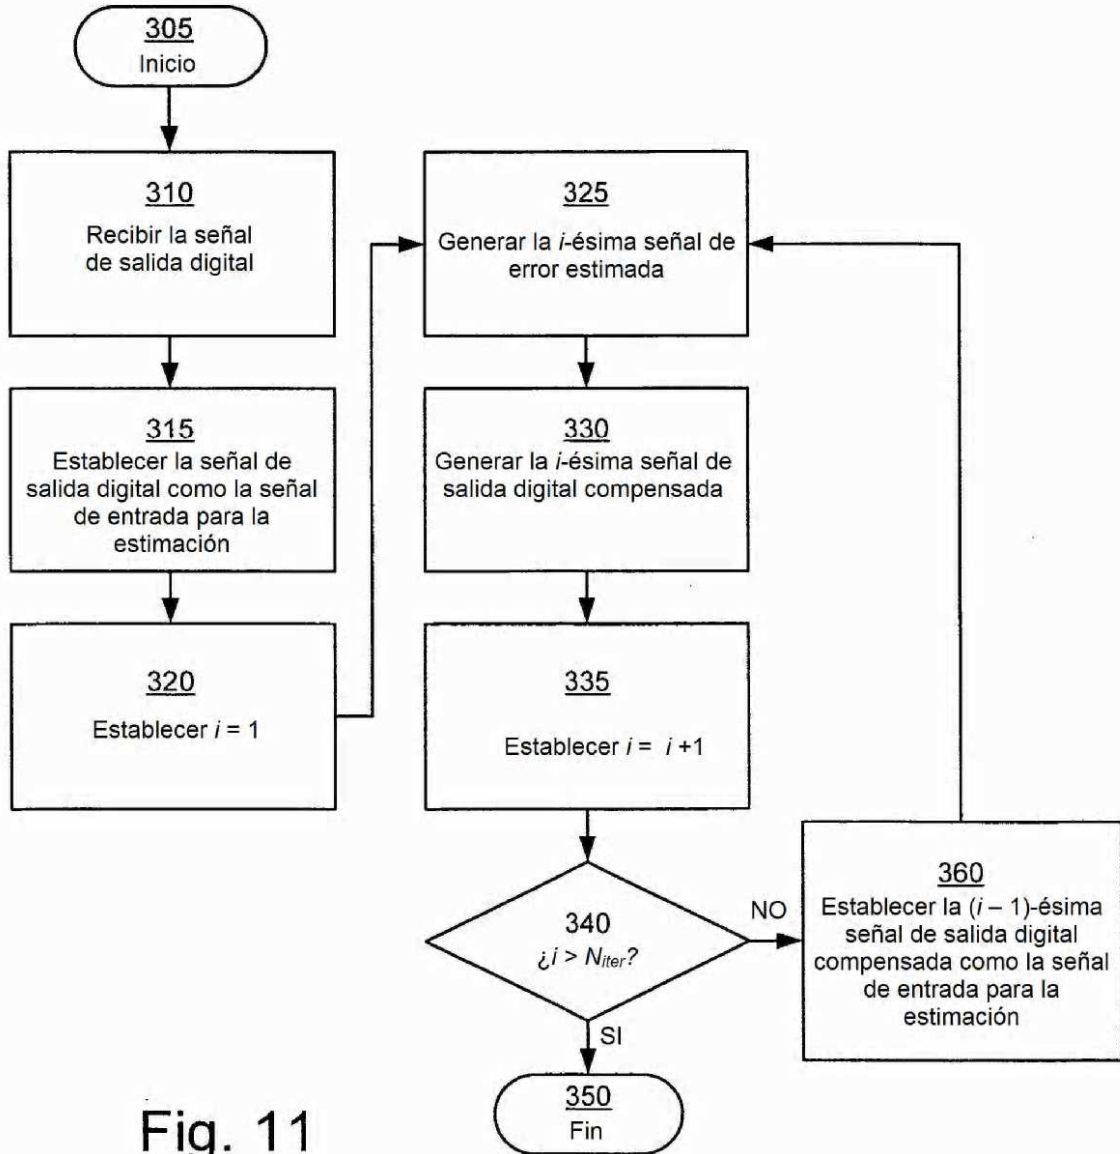 305
Inicio
310
Recibir la señal
de salida digital
315
Establecer la señal de
salida digital como la señal
de entrada para la
estimación
320
Establecer i = 1
325
Generar la i-ésima señal de
error estimada
330
Generar la i-ésima señal de
salida digital compensada
335
Establecer i = i +1
340
¿i > Niter?
NO
SI
360
Establecer la (i – 1)-ésima
señal de salida digital
compensada como la señal
de entrada para la
estimación
350
Fin
Fig. 11